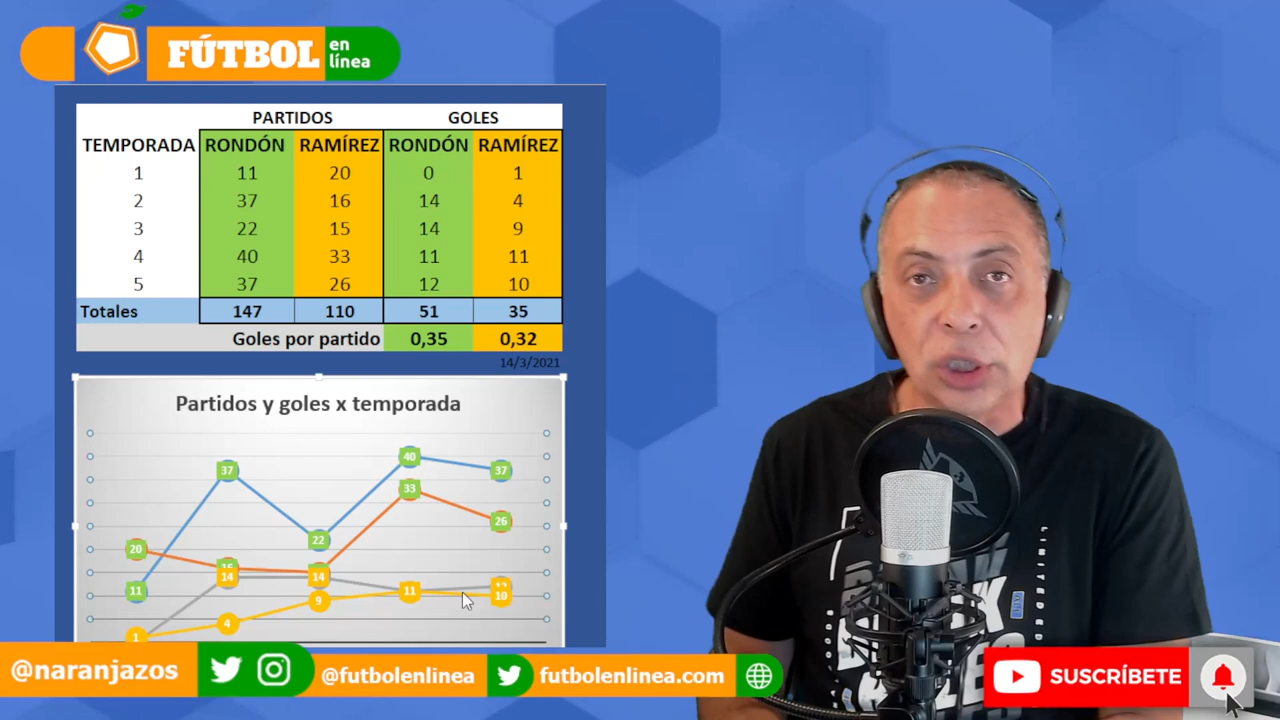 FÚTBOL en línea
PARTIDOS GOLES
TEMPORADA RONDÓN RAMÍREZ RONDÓN RAMÍREZ
1 11 20 0 1
2 37 16 14 4
3 22 15 14 9
4 40 33 11 11
5 37 26 12 10
Totales 147 110 51 35
Goles por partido 0,35 0,32
14/3/2021
Partidos y goles x temporada
40
37 37
33
22
20 26
16
11 14 14 11 10
9
4
1
@naranjazos @futbolenlinea futbolenlinea.com SUSCRÍBETE